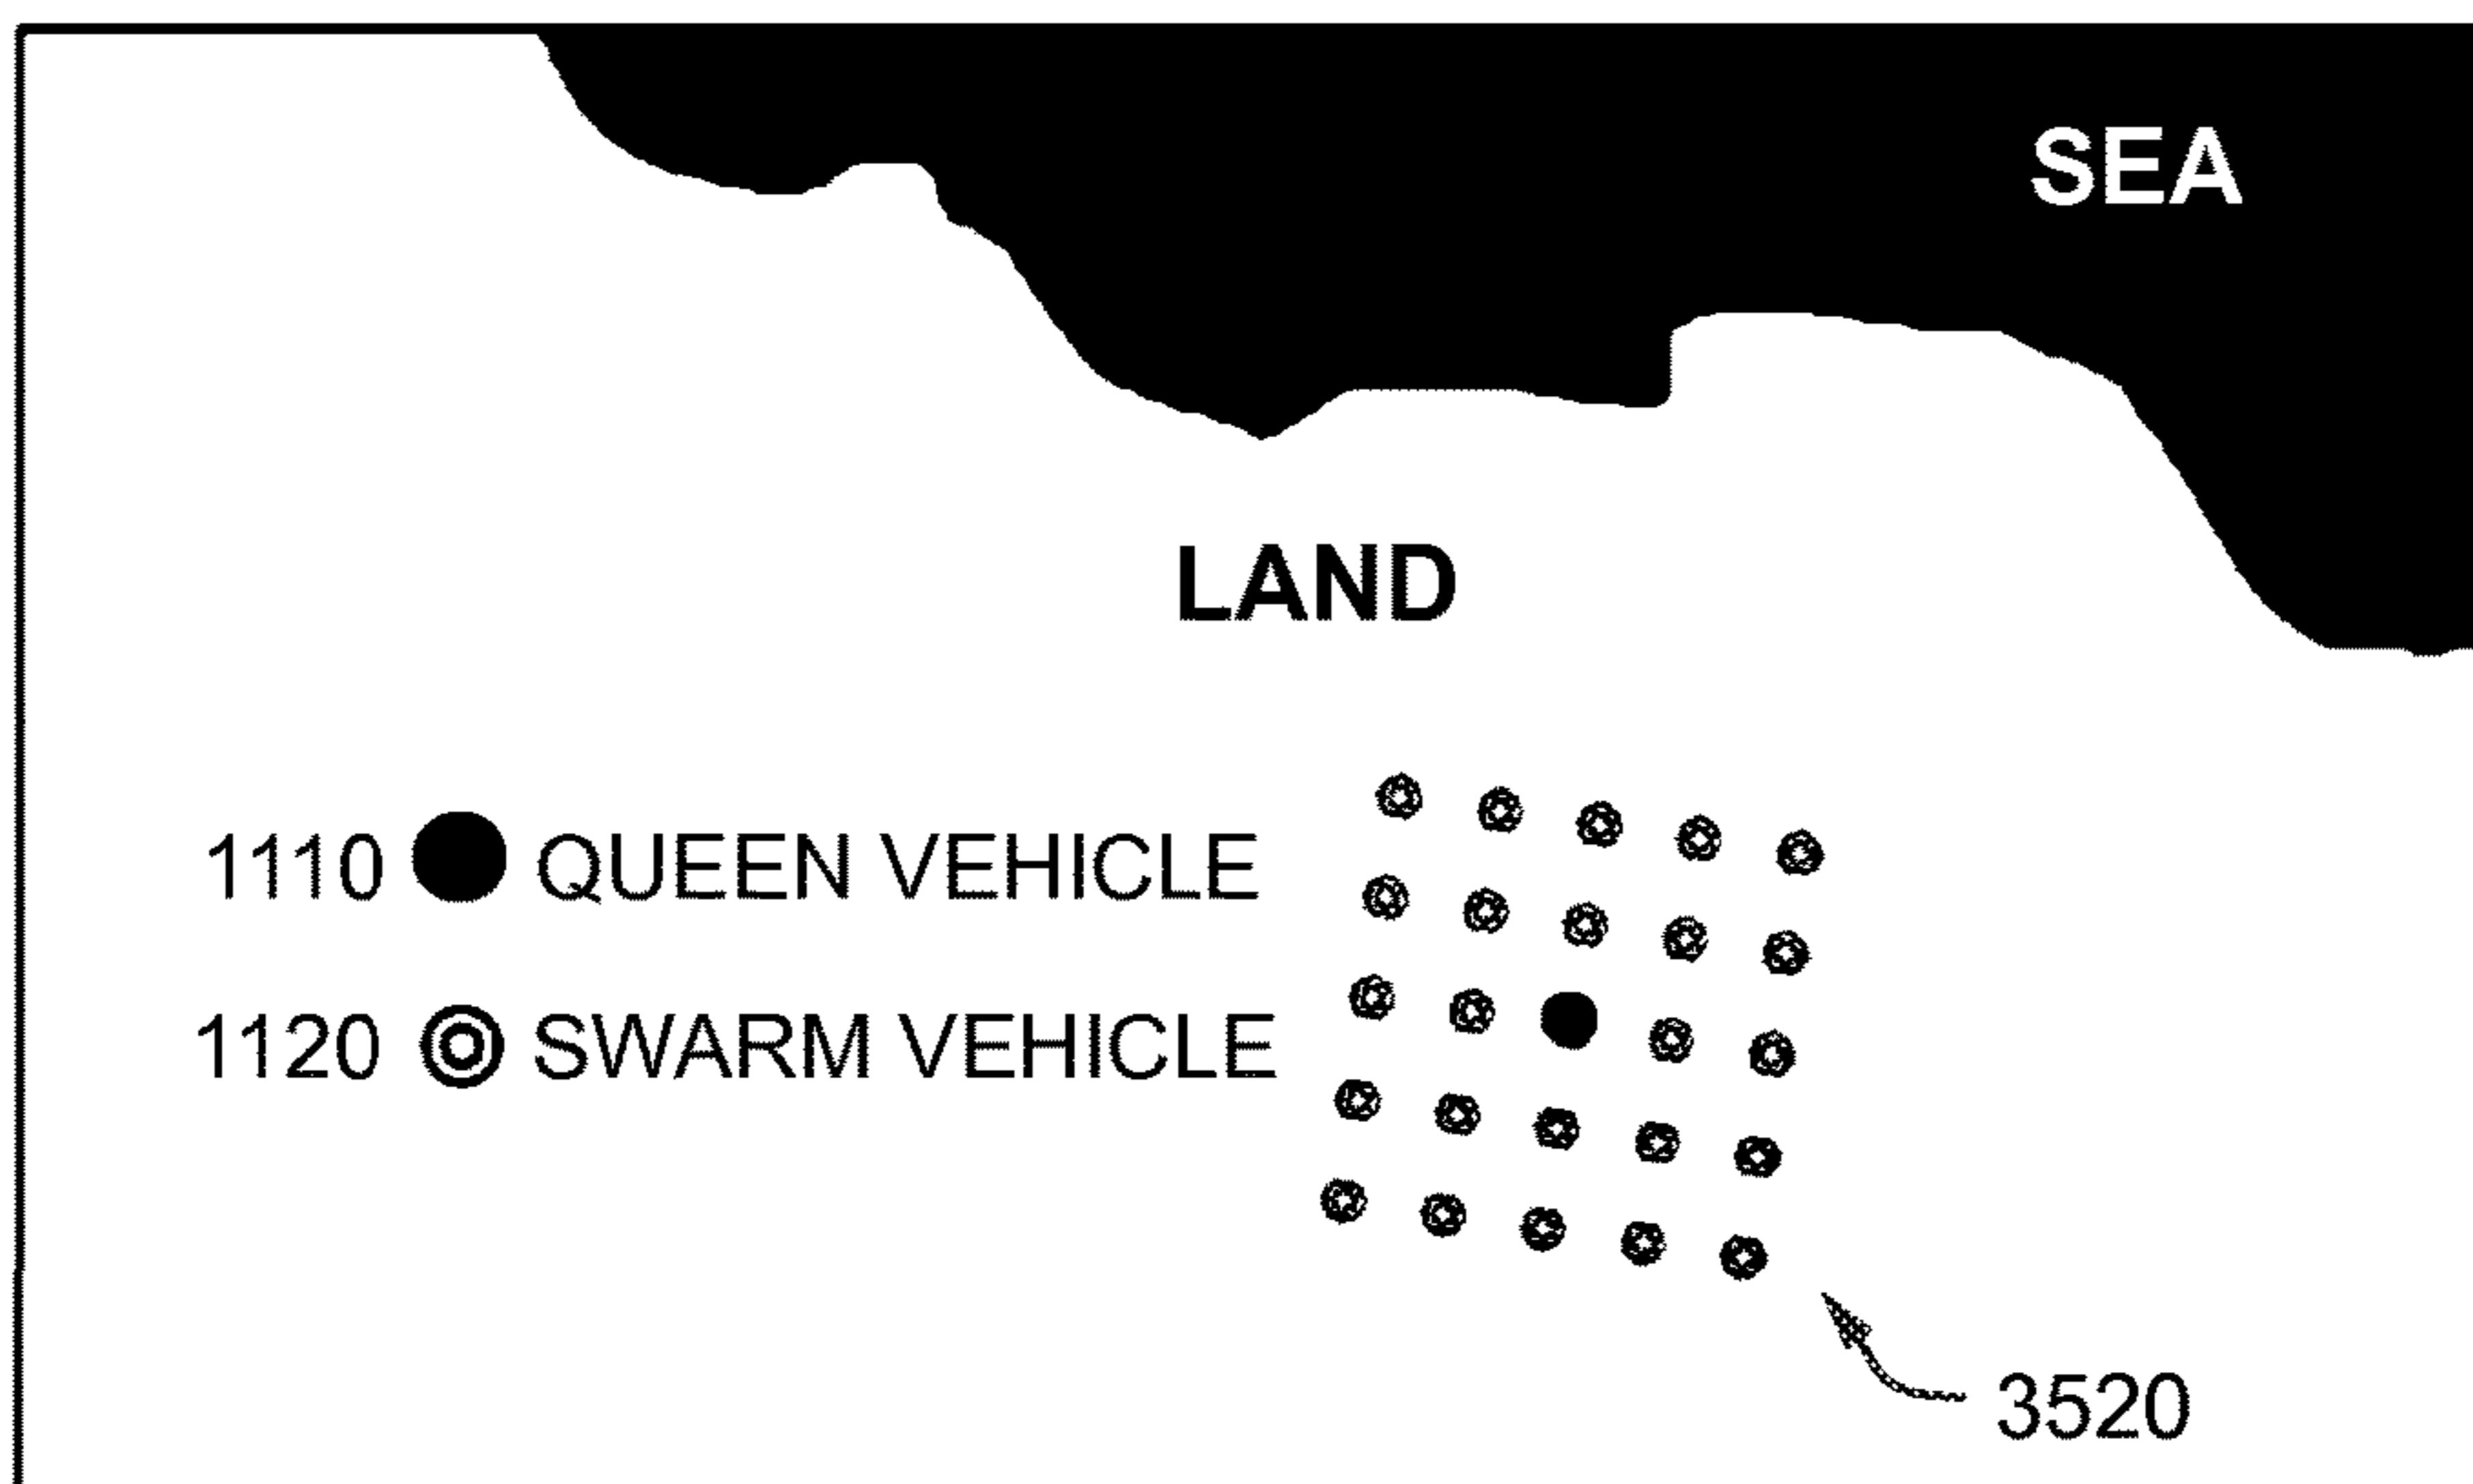 SEA
LAND
1110 QUEEN VEHICLE
1120 SWARM VEHICLE
3520